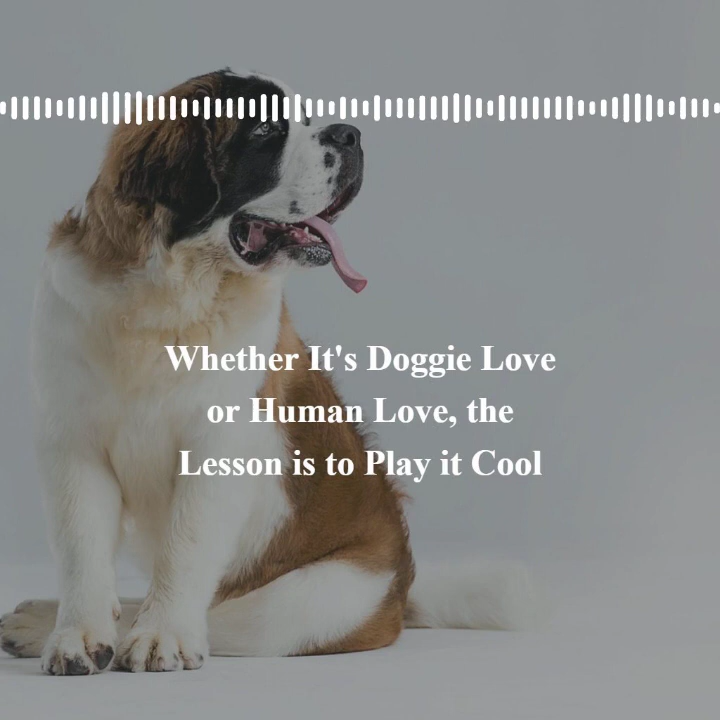 Whether It's Doggie Love
or Human Love, the
Lesson is to Play it Cool